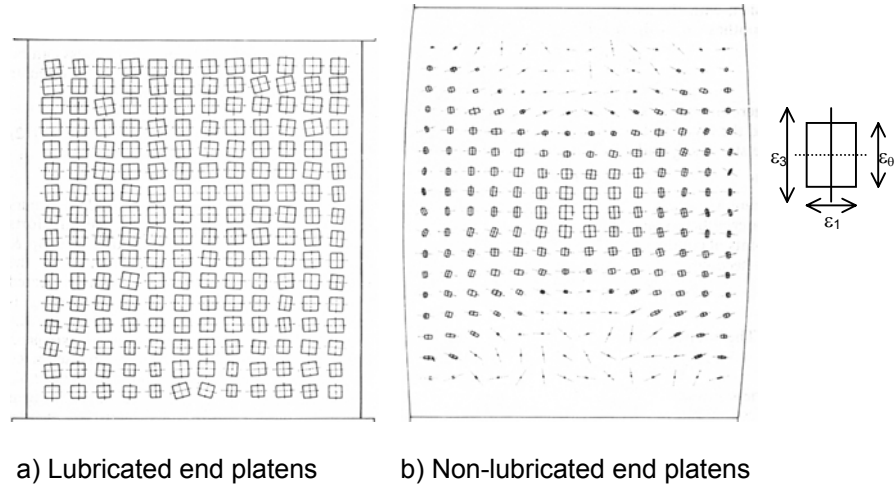 ε3
εθ
ε1
a) Lubricated end platens
b) Non-lubricated end platens